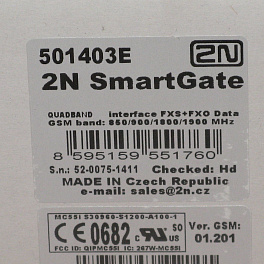 501403E 2N
2N SmartGate
QUADBAND interface FXS+FXO Data
GSM band: 850/900/1800/1900 MHz
8 595159 551760
S.n.: 52-0075-1411 Checked: Hd
MADE IN Czech Republic
e-mail: sales@2n.cz
MC55i S30960-S1200-A100-1
CE 0682 SO
US
FCC ID: QIPMC55I IC: 267W-MC55I
Ver. GSM:
01.201